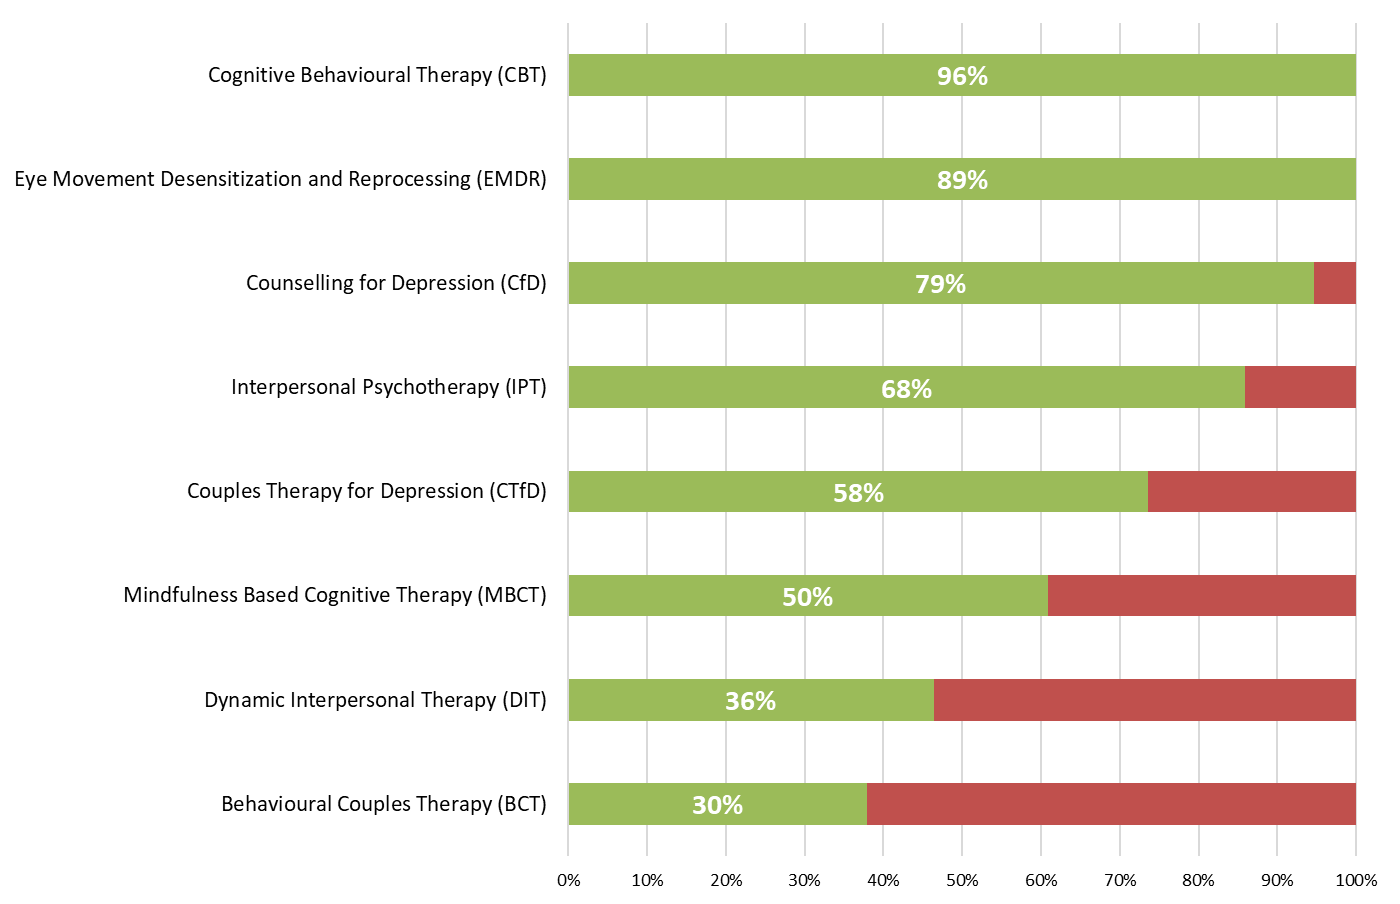 Cognitive Behavioural Therapy (CBT) 96%
Eye Movement Desensitization and Reprocessing (EMDR) 89%
Counselling for Depression (CfD) 79%
Interpersonal Psychotherapy (IPT) 68%
Couples Therapy for Depression (CTfD) 58%
Mindfulness Based Cognitive Therapy (MBCT) 50%
Dynamic Interpersonal Therapy (DIT) 36%
Behavioural Couples Therapy (BCT) 30%
0% 10% 20% 30% 40% 50% 60% 70% 80% 90% 100%